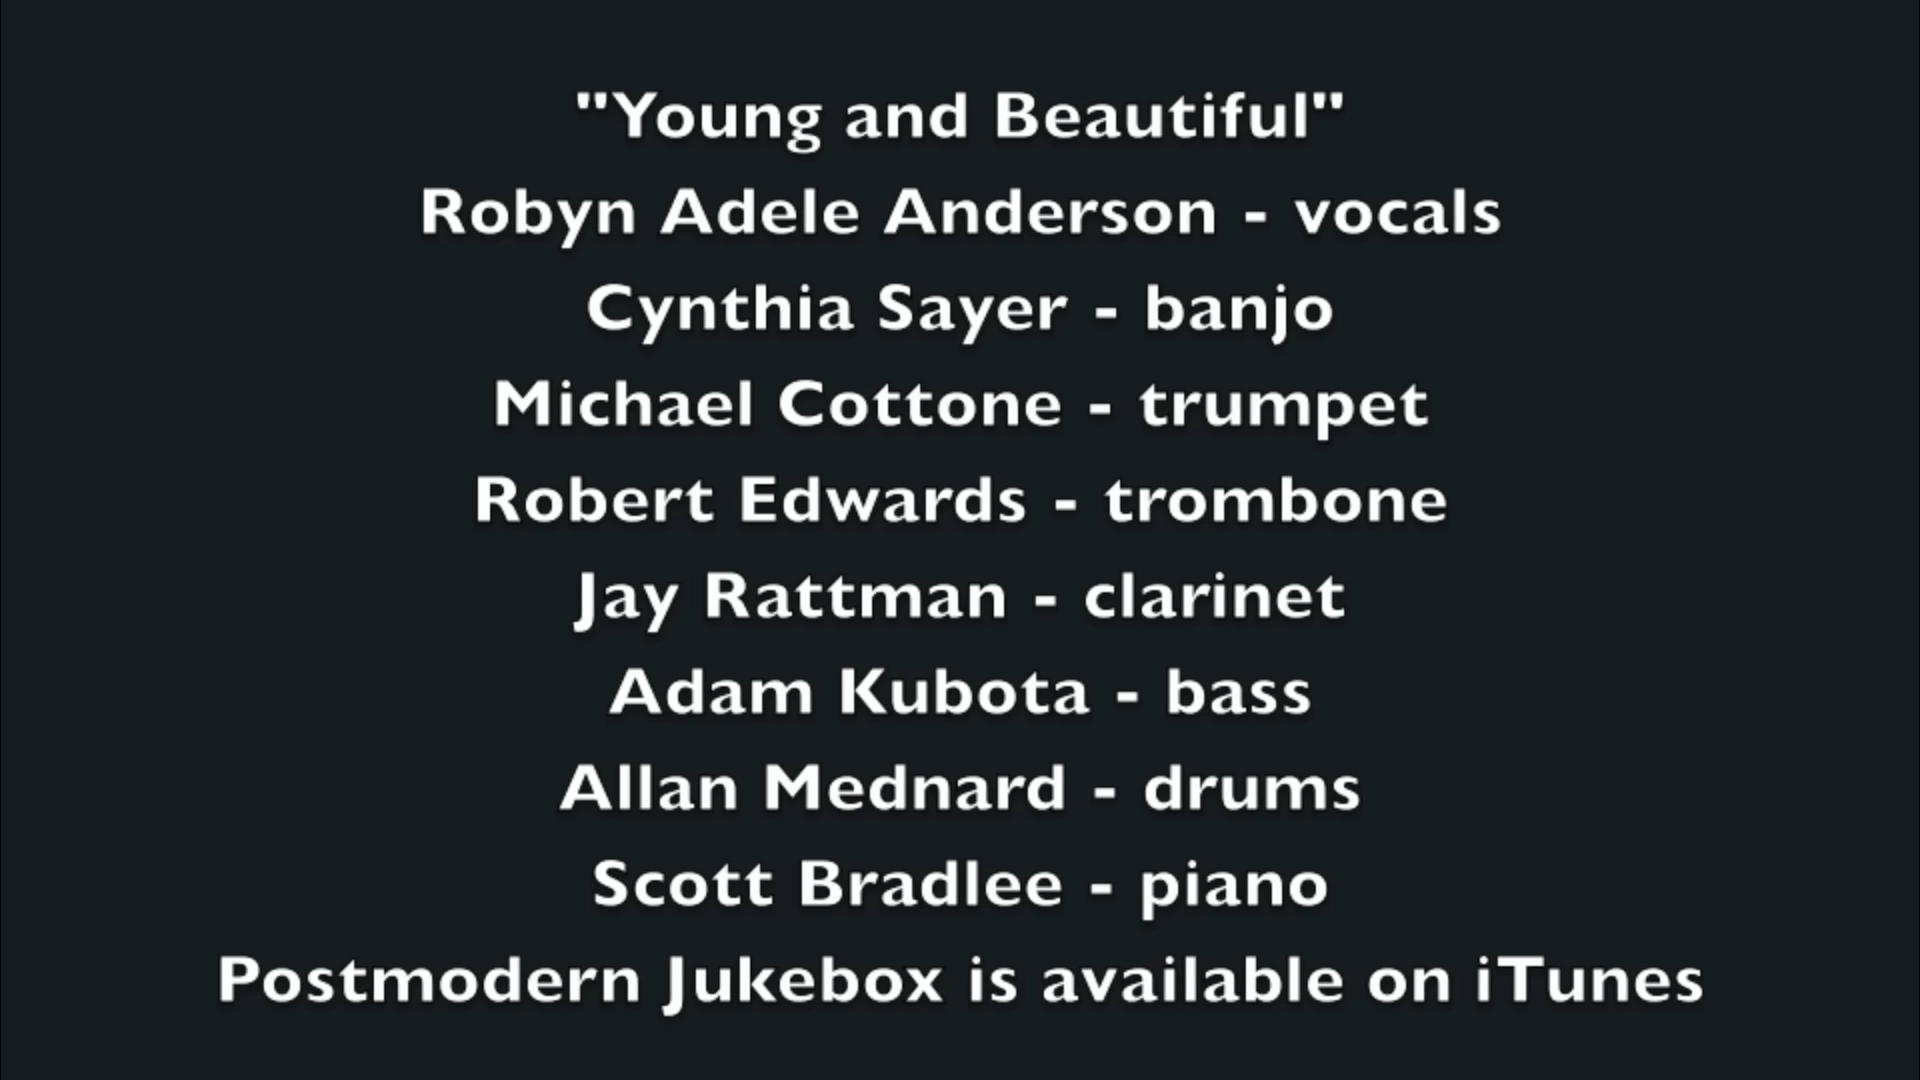 "Young and Beautiful"
Robyn Adele Anderson - vocals
Cynthia Sayer - banjo
Michael Cottone - trumpet
Robert Edwards - trombone
Jay Rattman - clarinet
Adam Kubota - bass
Allan Mednard - drums
Scott Bradlee - piano
Postmodern Jukebox is available on iTunes